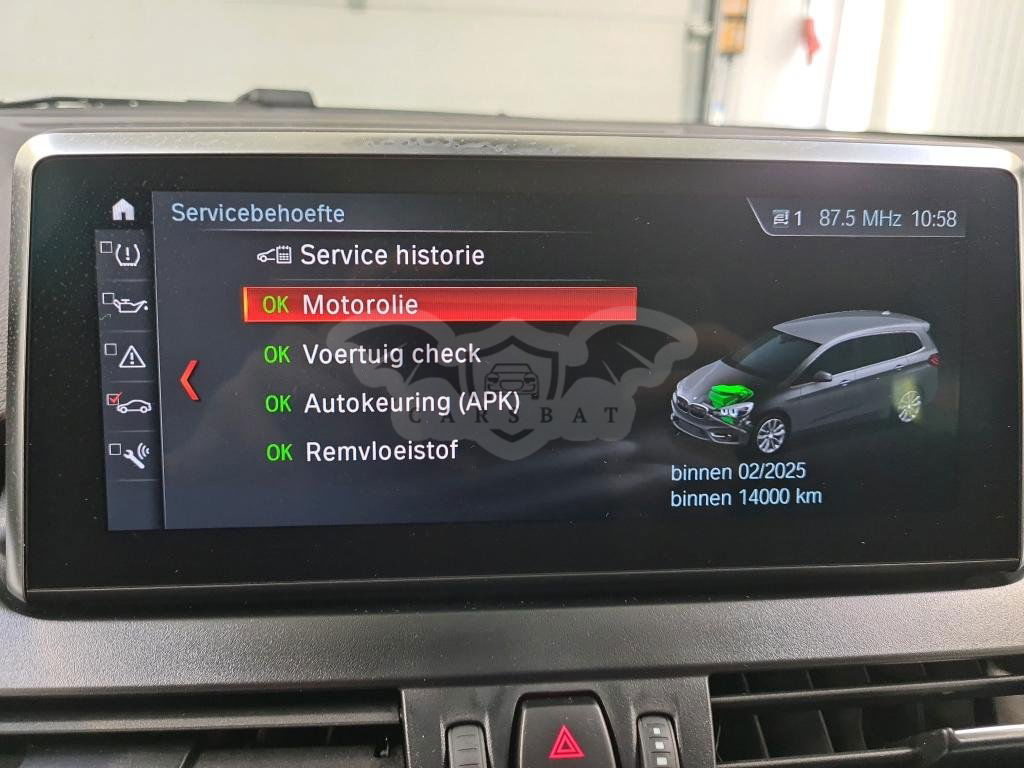 Servicebehoefte
1 87.5 MHz 10:58
Service historie
OK Motorolie
OK Voertuig check
OK Autokeuring (APK)
OK Remvloeistof
CARSBAT
binnen 02/2025
binnen 14000 km